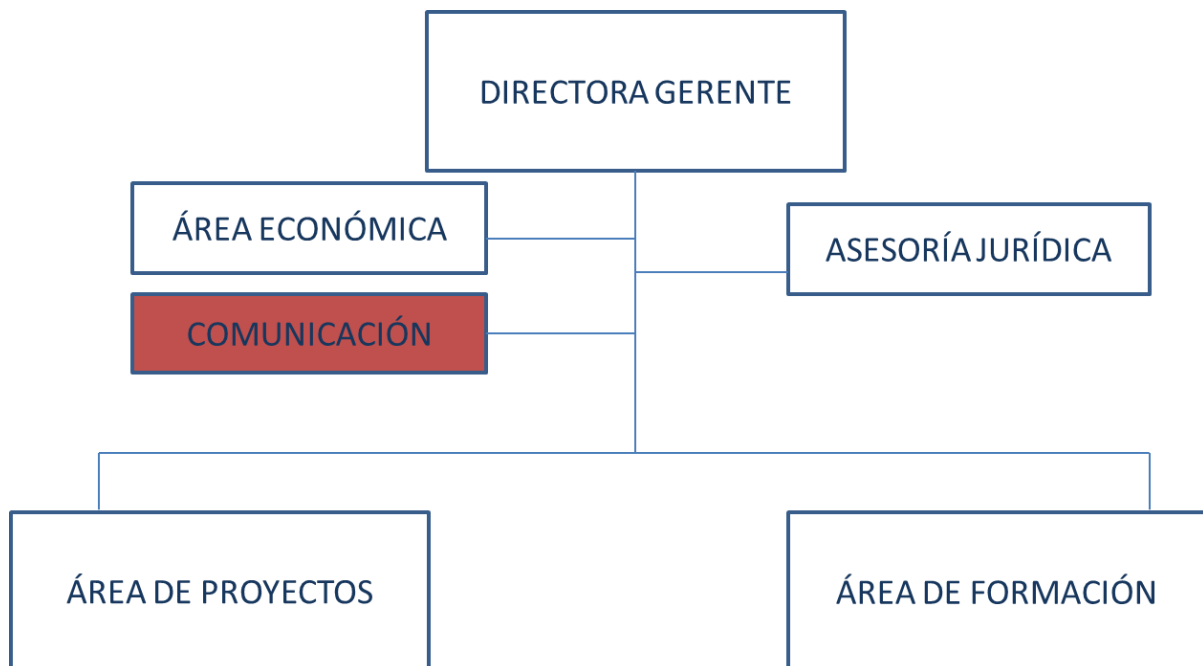 DIRECTORA GERENTE
ÁREA ECONÓMICA
ASESORÍA JURÍDICA
COMUNICACIÓN
ÁREA DE PROYECTOS
ÁREA DE FORMACIÓN